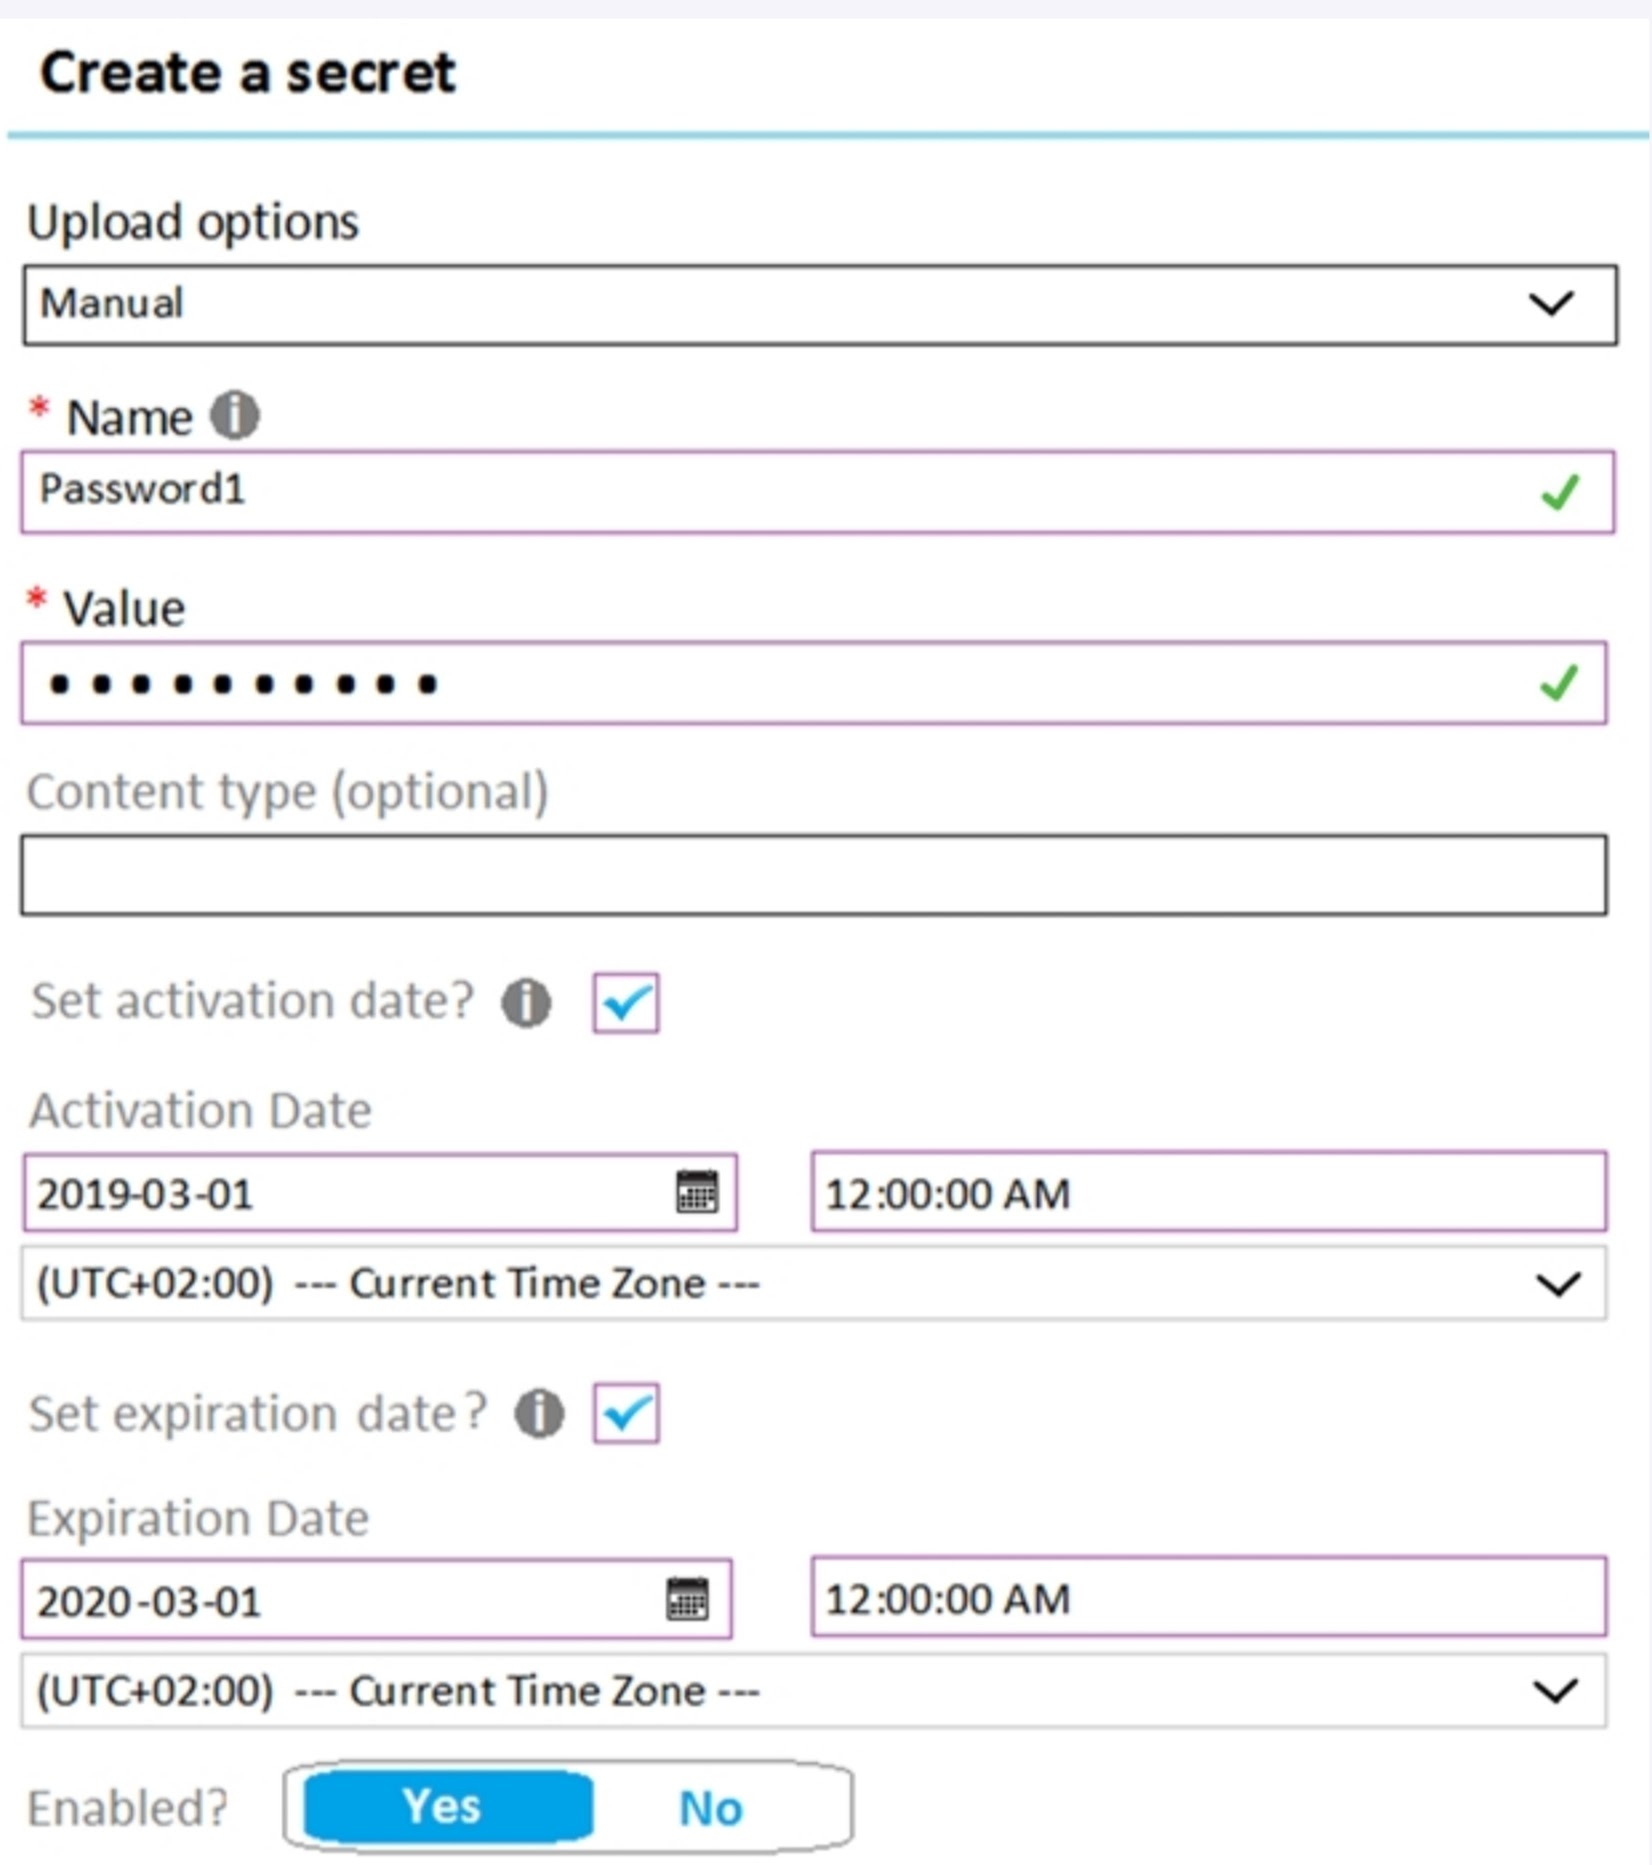 Create a secret
Upload options
Manual
* Name i
Password1
* Value
••••••••••
Content type (optional)
Set activation date? i
Activation Date
2019-03-01 12:00:00 AM
(UTC+02:00) --- Current Time Zone ---
Set expiration date? i
Expiration Date
2020-03-01 12:00:00 AM
(UTC+02:00) --- Current Time Zone ---
Enabled? Yes No